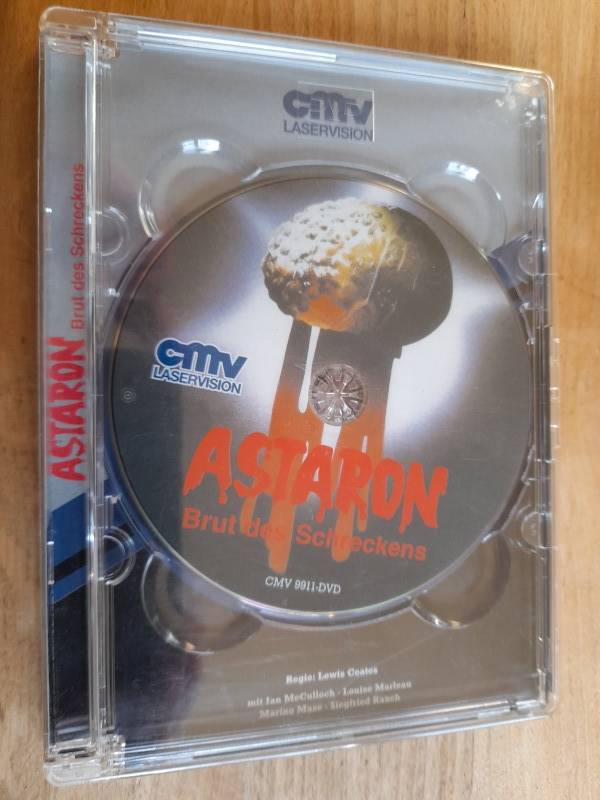 cmv
LASERVISION
ASTARON Brut des Schreckens
cmv
LASERVISION
ASTARON
Brut des Schreckens
CMV 9911-DVD
Regie: Lewis Coates
mit Ian McCulloch · Louise Marleau
Marino Mase · Siegfried Rauch